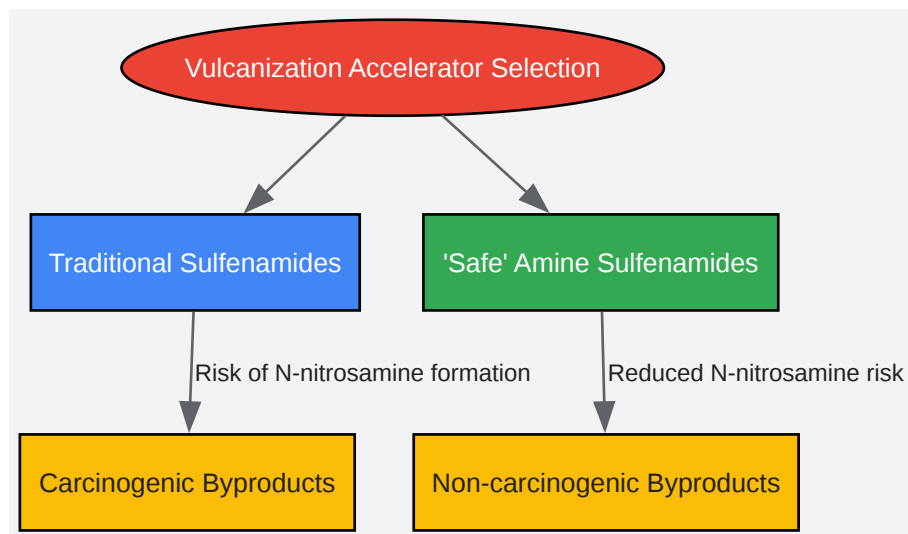 Vulcanization Accelerator Selection
Traditional Sulfenamides
'Safe' Amine Sulfenamides
Risk of N-nitrosamine formation
Reduced N-nitrosamine risk
Carcinogenic Byproducts
Non-carcinogenic Byproducts